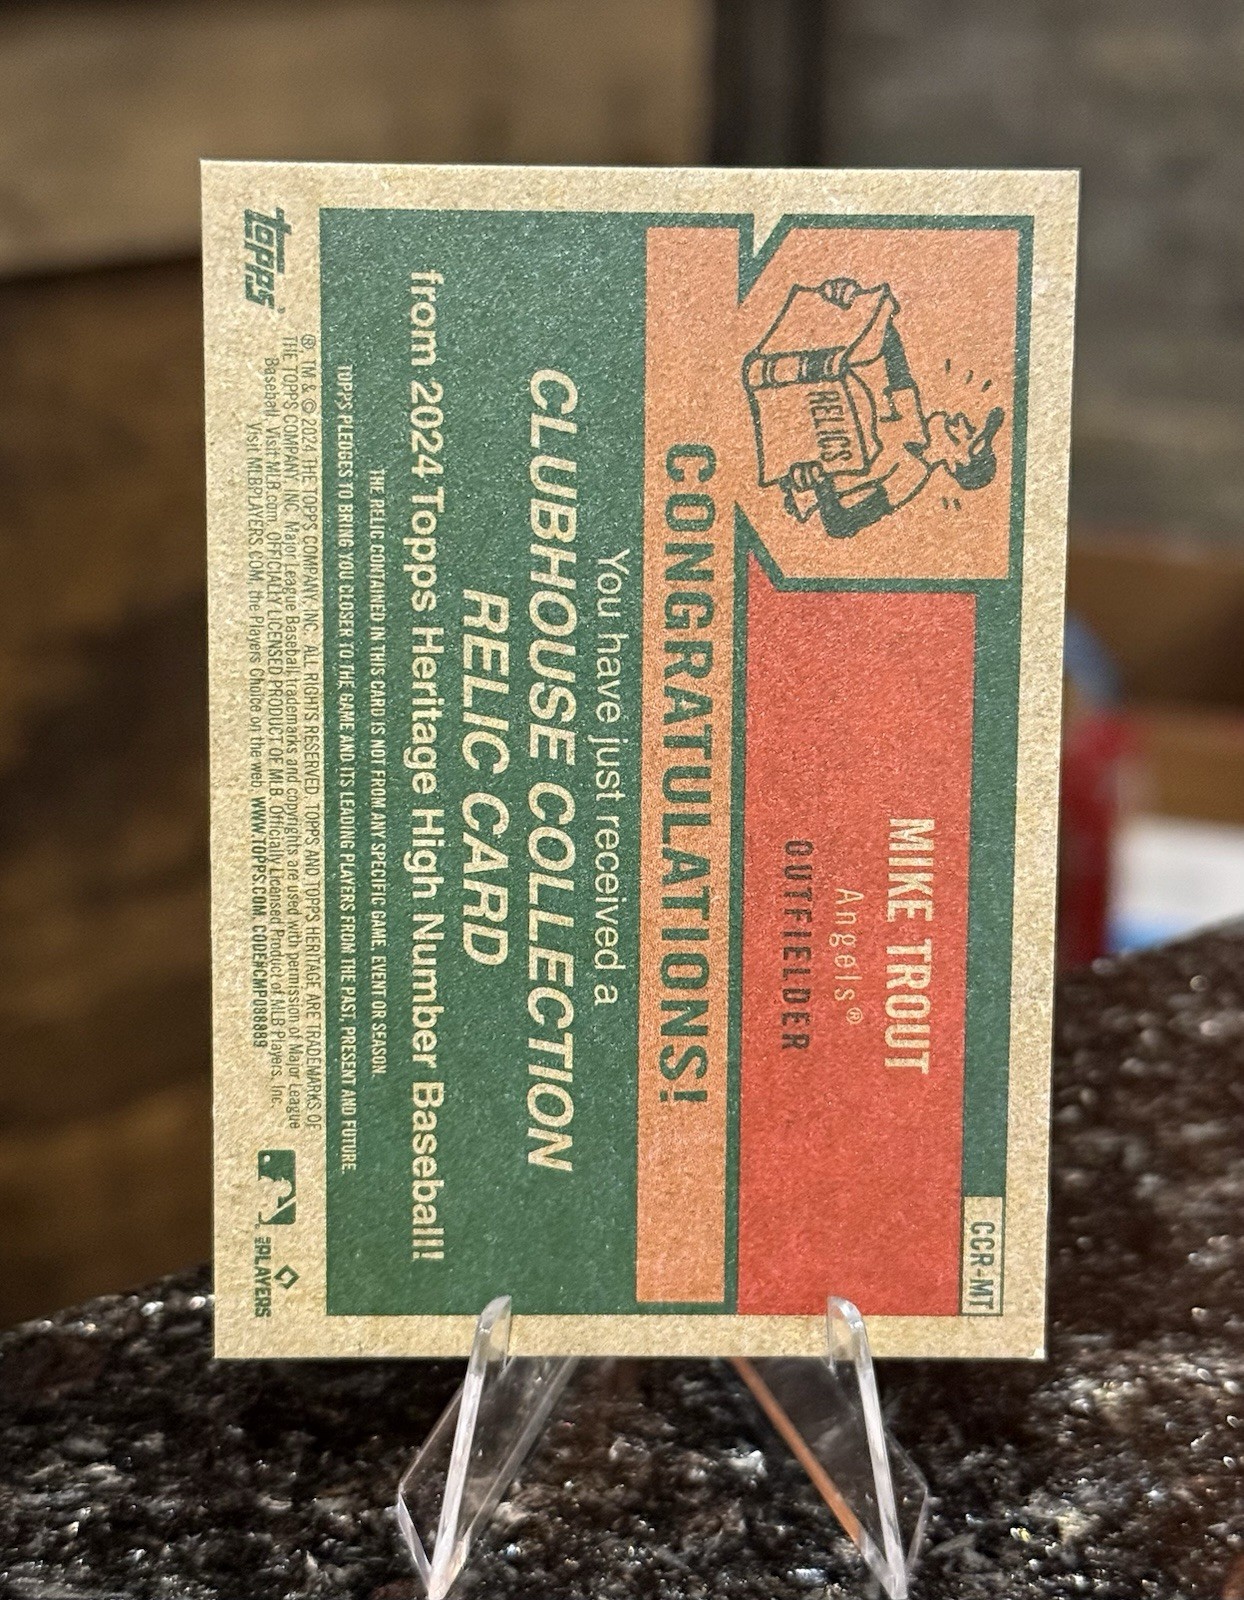 CCR-MT
MIKE TROUT
Angels®
OUTFIELDER
RELICS
CONGRATULATIONS!
You have just received a
CLUBHOUSE COLLECTION
RELIC CARD
from 2024 Topps Heritage High Number Baseball!
THE RELIC CONTAINED IN THIS CARD IS NOT FROM ANY SPECIFIC GAME, EVENT OR SEASON.
TOPPS PLEDGES TO BRING YOU CLOSER TO THE GAME AND ITS LEADING PLAYERS FROM THE PAST, PRESENT AND FUTURE.
topps®
® TM & © 2024 THE TOPPS COMPANY, INC. ALL RIGHTS RESERVED. TOPPS AND TOPPS HERITAGE ARE TRADEMARKS OF
THE TOPPS COMPANY, INC. Major League Baseball trademarks and copyrights are used with permission of Major League
Baseball. Visit MLB.com. OFFICIALLY LICENSED PRODUCT OF MLB Players, Inc.
Visit MLBPLAYERS.COM, the Players Choice on the web. WWW.TOPPS.COM. CODE#CMP08889
MLB PLAYERS